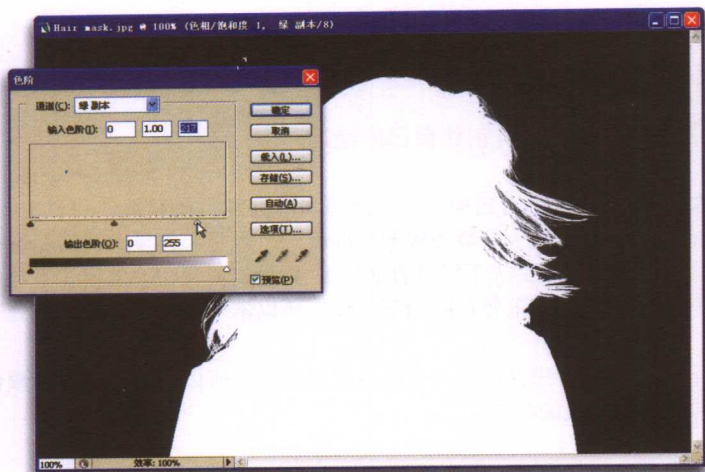 Hair mask.jpg @ 100% (色相/饱和度 1, 绿 副本/8)
色阶
通道(C): 绿 副本
输入色阶(I): 0 1.00
输出色阶(O): 0 255
确定
取消
载入(L)...
存储(S)...
自动(A)
选项(T)...
预览(P)
100% 效率: 100%